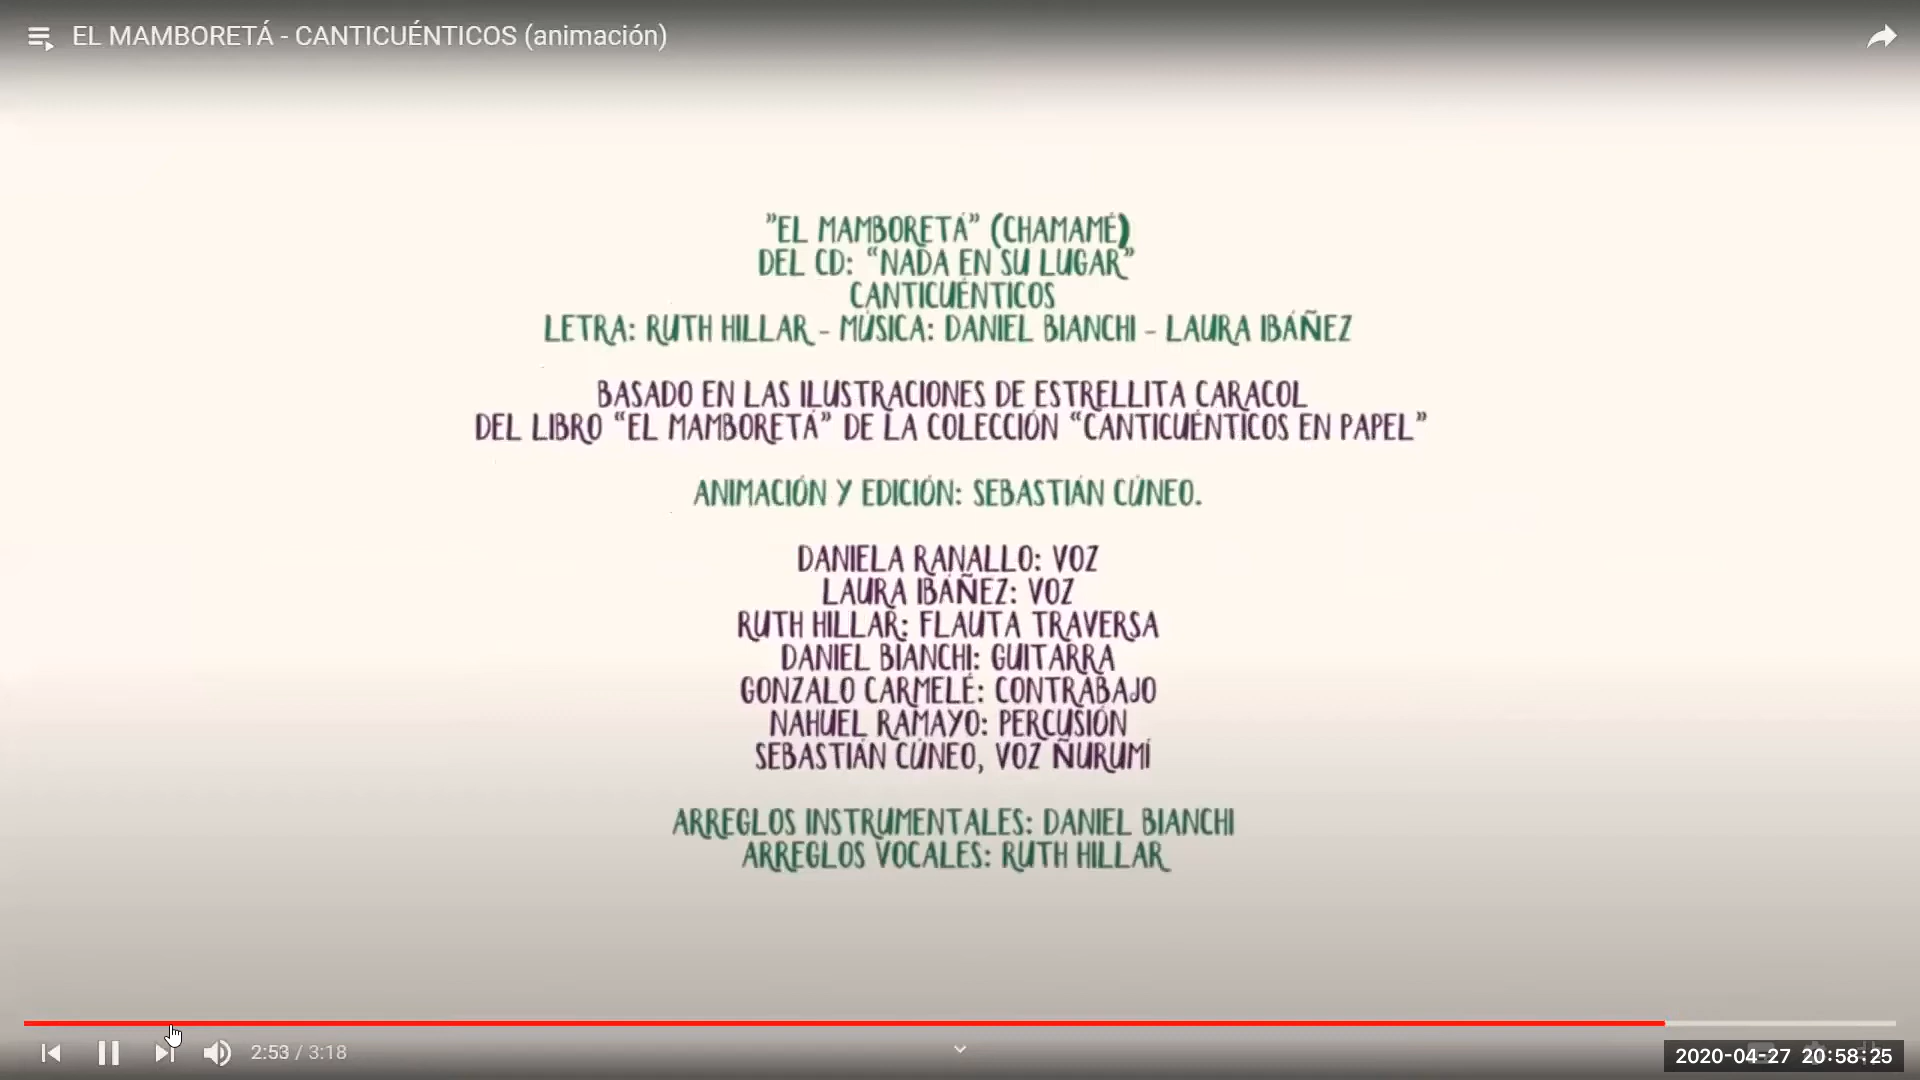 EL MAMBORETÁ - CANTICUÉNTICOS (animación)
"EL MAMBORETÁ" (CHAMAMÉ)
DEL CD: "NADA EN SU LUGAR"
CANTICUÉNTICOS
LETRA: RUTH HILLAR - MÚSICA: DANIEL BIANCHI - LAURA IBÁÑEZ
BASADO EN LAS ILUSTRACIONES DE ESTRELLITA CARACOL
DEL LIBRO "EL MAMBORETÁ" DE LA COLECCIÓN "CANTICUÉNTICOS EN PAPEL"
ANIMACIÓN Y EDICIÓN: SEBASTIÁN CÚNEO.
DANIELA RANALLO: VOZ
LAURA IBÁÑEZ: VOZ
RUTH HILLAR: FLAUTA TRAVERSA
DANIEL BIANCHI: GUITARRA
GONZALO CARMELÉ: CONTRABAJO
NAHUEL RAMAYO: PERCUSIÓN
SEBASTIÁN CÚNEO, VOZ ÑURUMÍ
ARREGLOS INSTRUMENTALES: DANIEL BIANCHI
ARREGLOS VOCALES: RUTH HILLAR
2:53 / 3:18
2020-04-27 20:58:25